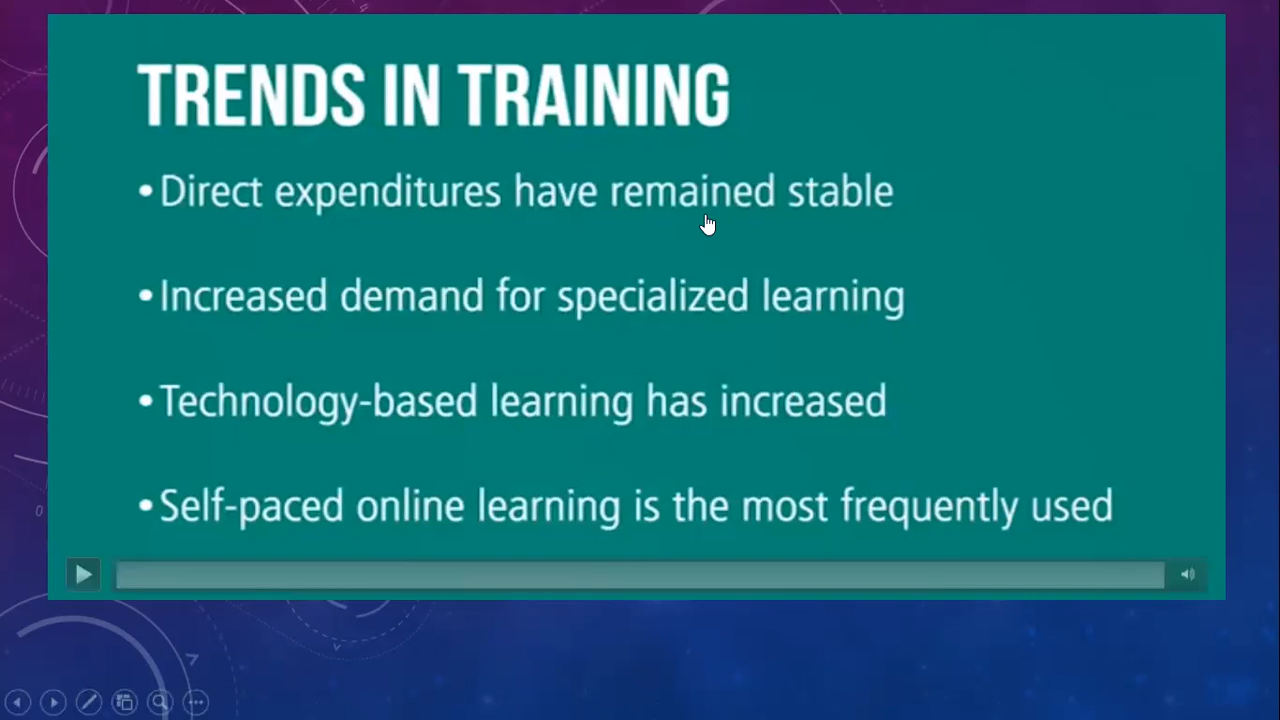 TRENDS IN TRAINING
•Direct expenditures have remained stable
•Increased demand for specialized learning
•Technology-based learning has increased
•Self-paced online learning is the most frequently used
0